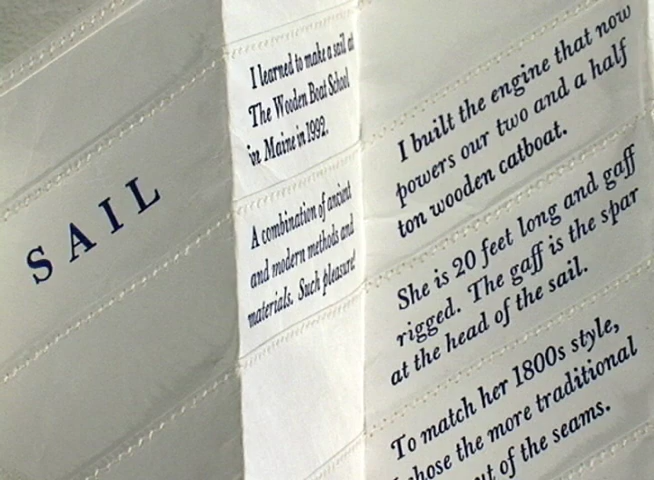 SAIL
I learned to make a sail at
The Wooden Boat School
in Maine in 1992.
A combination of ancient
and modern methods and
materials. Such pleasure!
I built the engine that now
powers our two and a half
ton wooden catboat.
She is 20 feet long and gaff
rigged. The gaff is the spar
at the head of the sail.
To match her 1800s style,
chose the more traditional
of the seams.